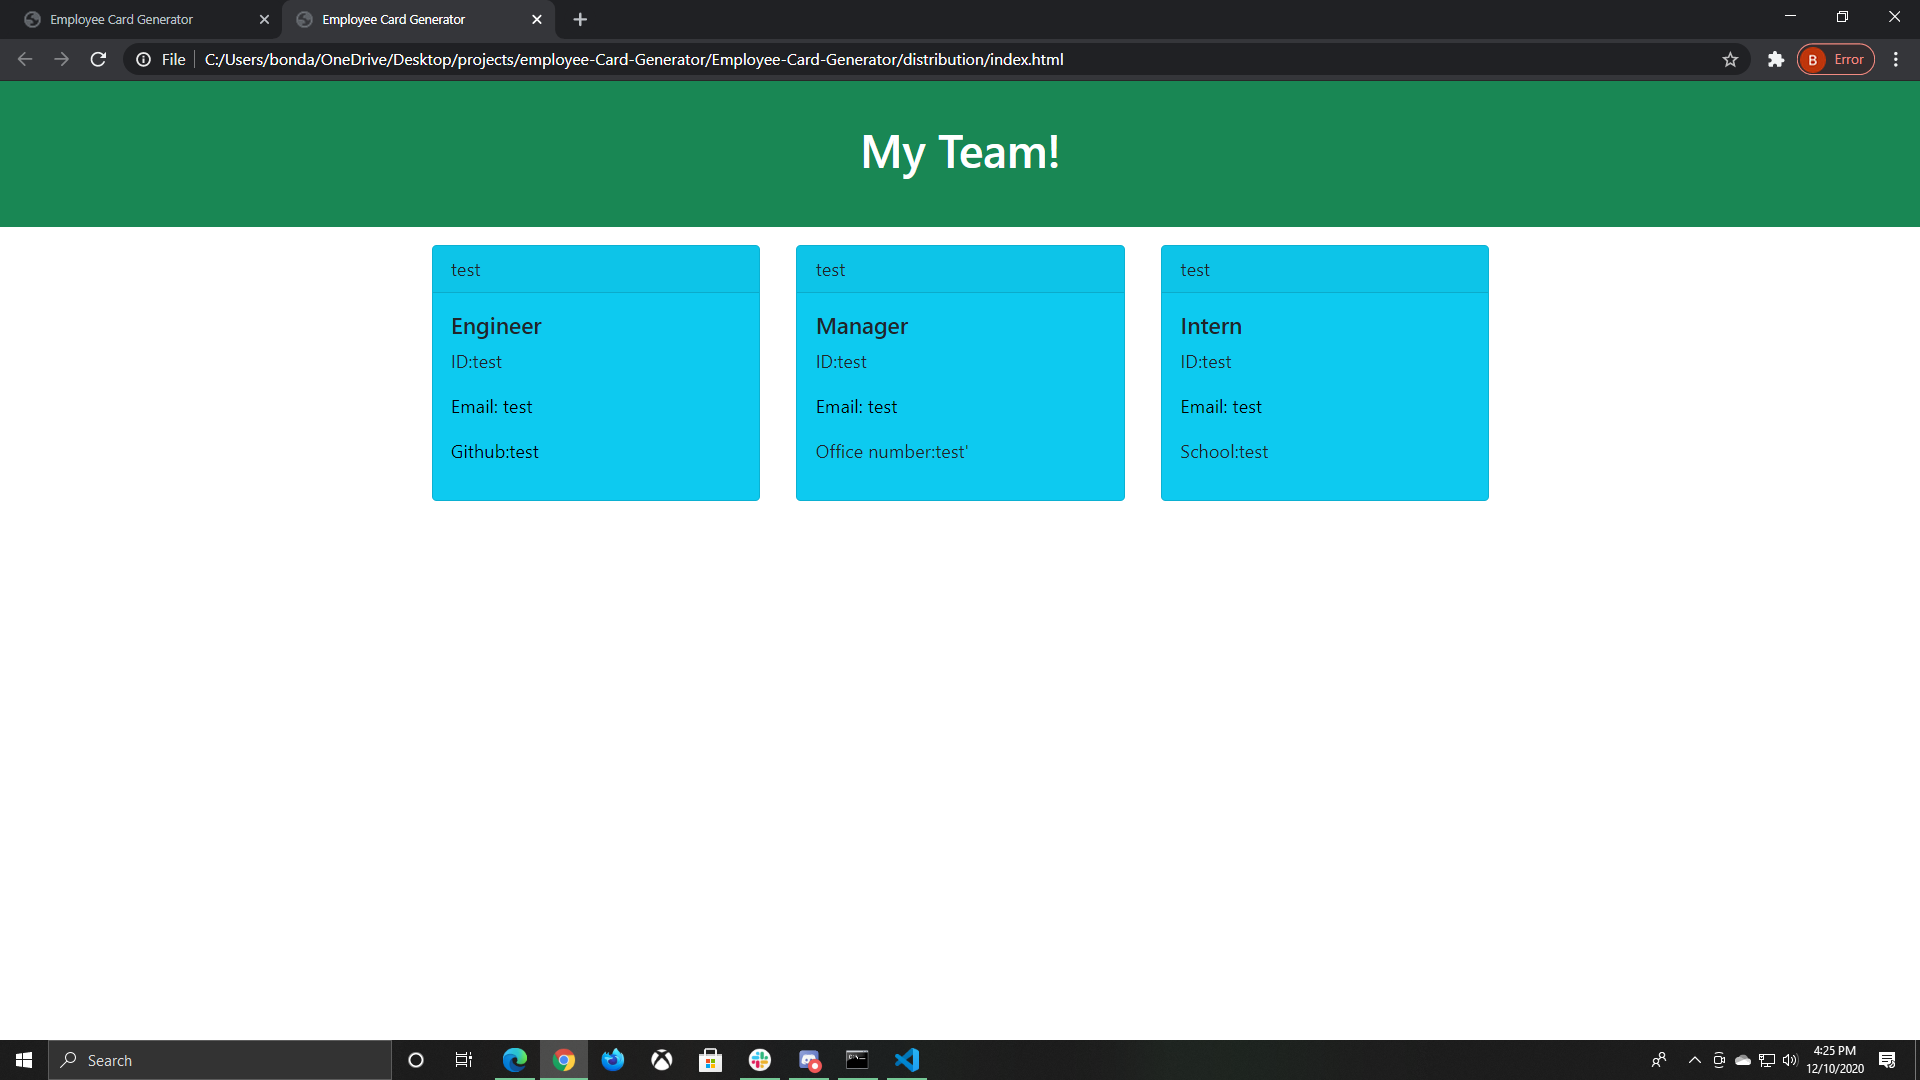 Employee Card Generator
Employee Card Generator
File C:/Users/bonda/OneDrive/Desktop/projects/employee-Card-Generator/Employee-Card-Generator/distribution/index.html
B Error
My Team!
test
Engineer
ID:test
Email: test
Github:test
test
Manager
ID:test
Email: test
Office number:test'
test
Intern
ID:test
Email: test
School:test
Search
4:25 PM
12/10/2020